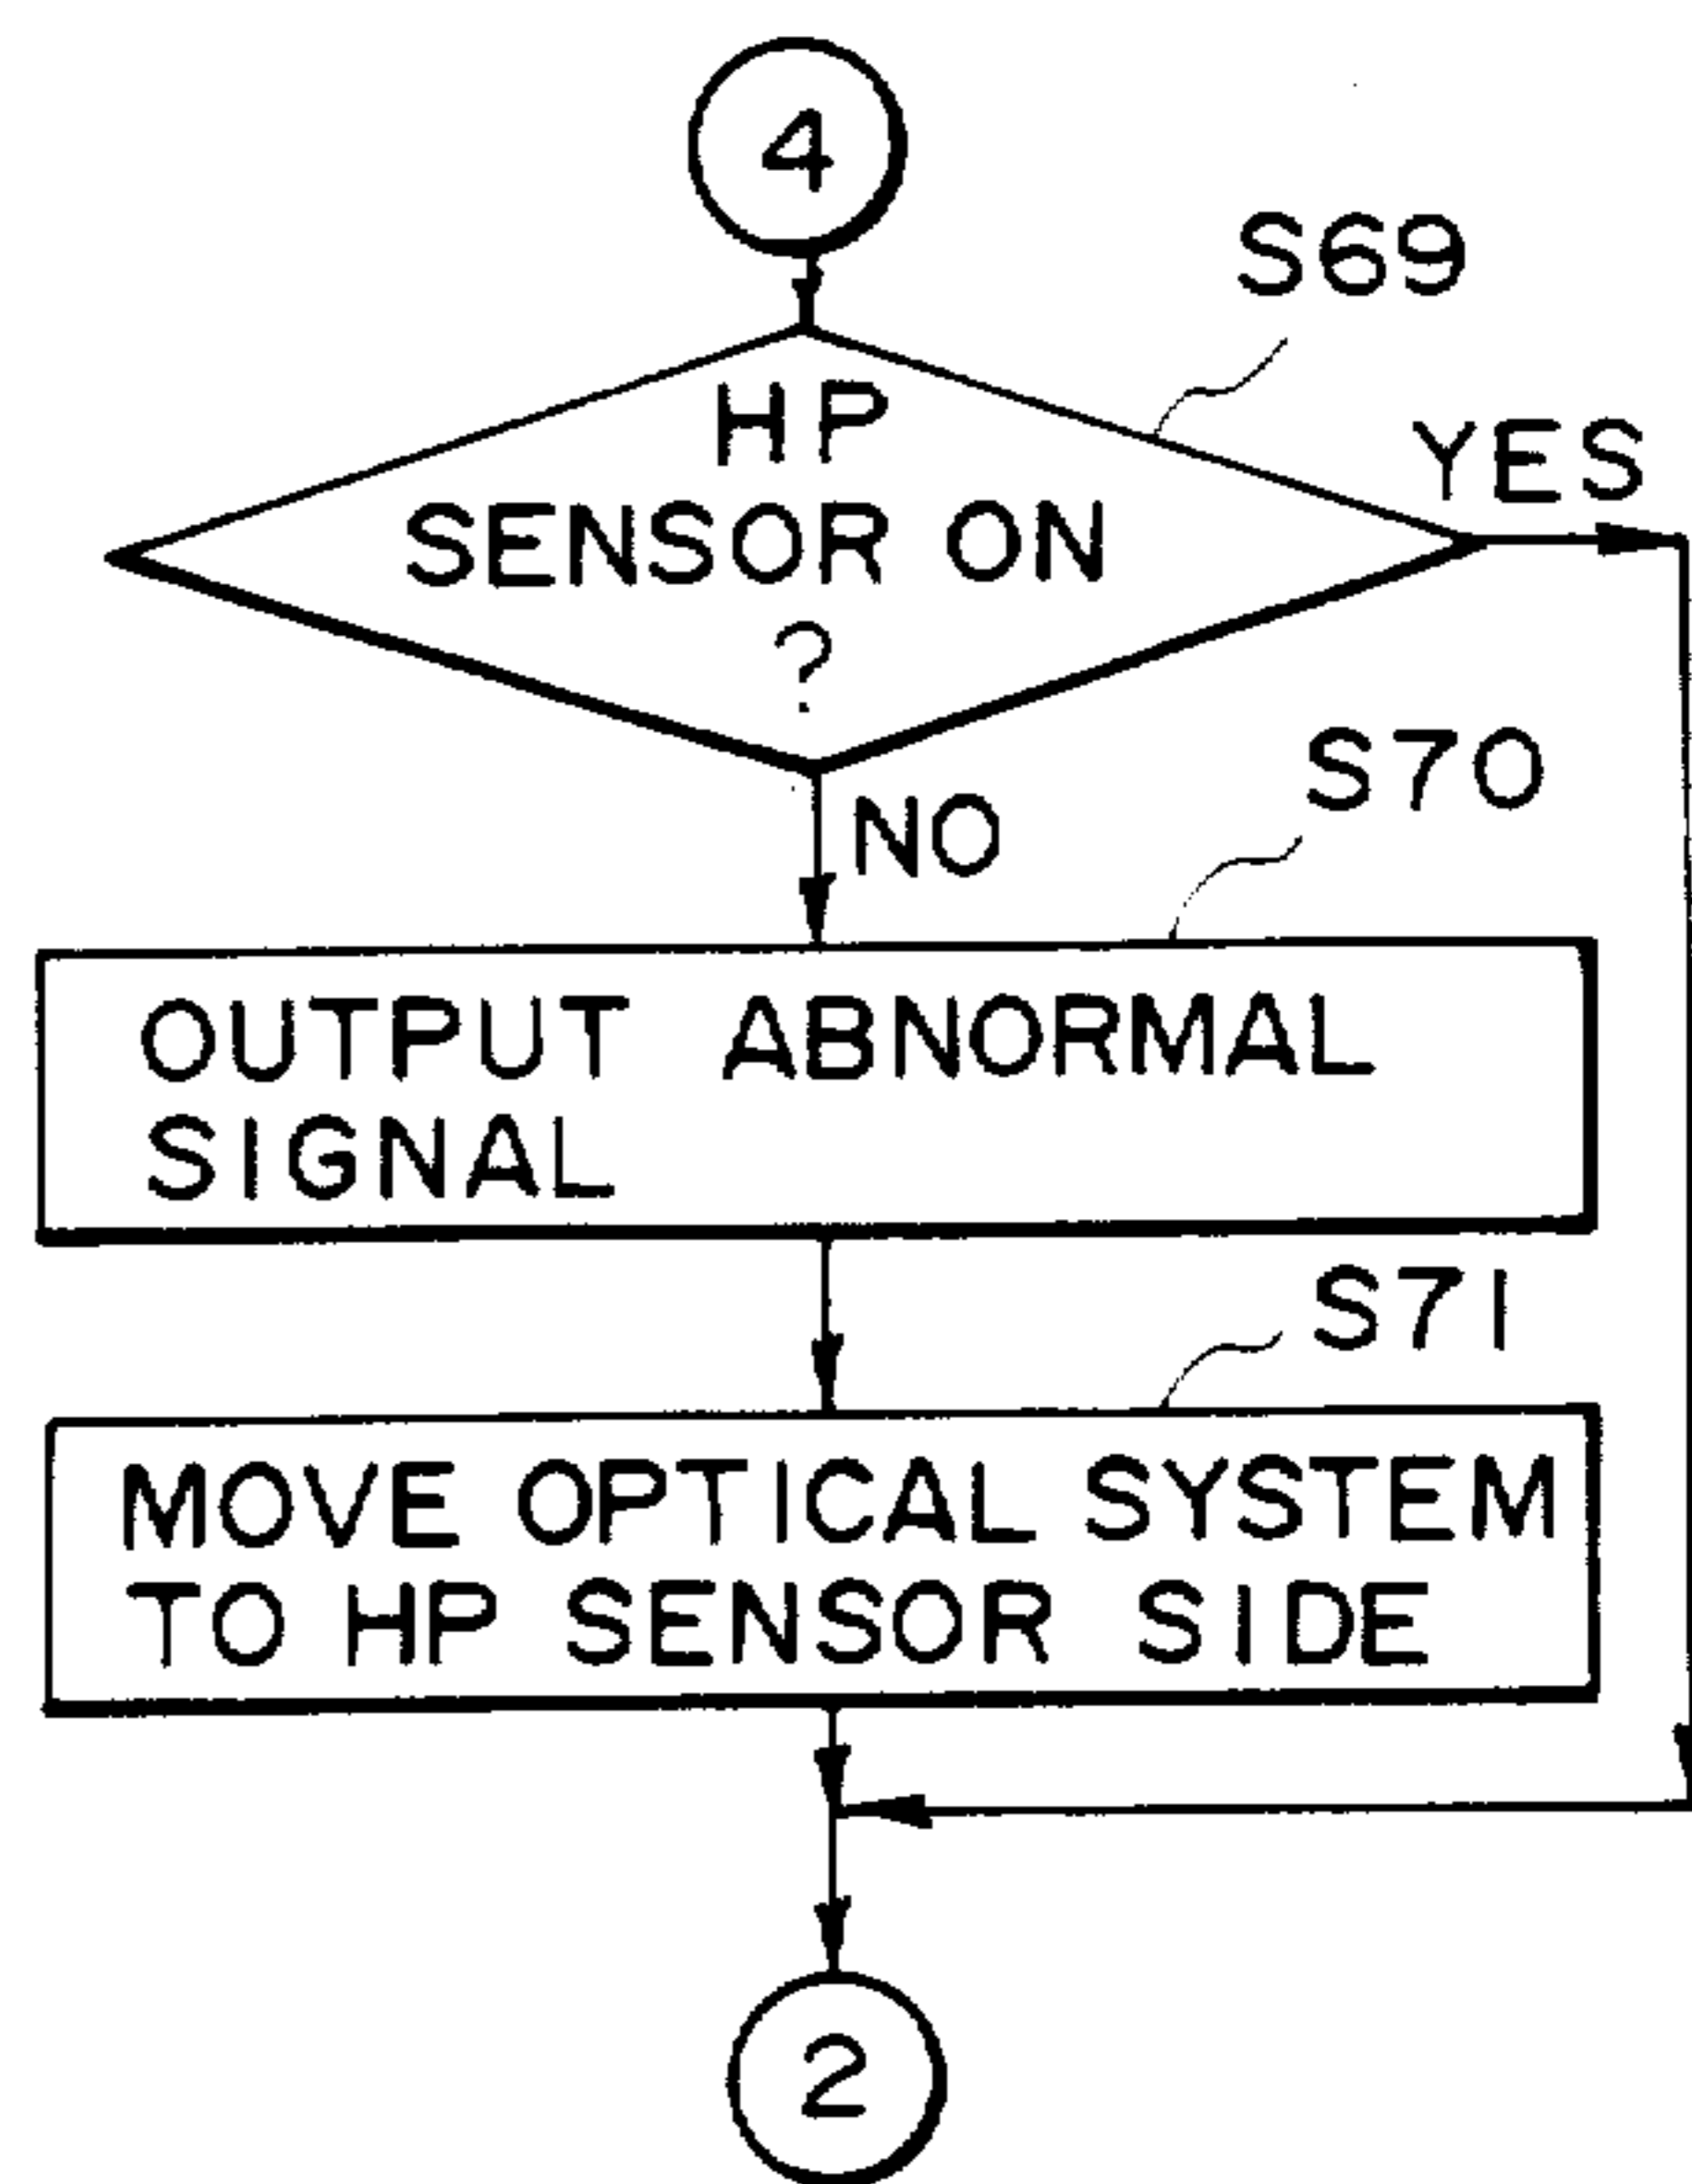 4
S69
HP
SENSOR ON
?
YES
NO
S70
OUTPUT ABNORMAL
SIGNAL
S71
MOVE OPTICAL SYSTEM
TO HP SENSOR SIDE
2